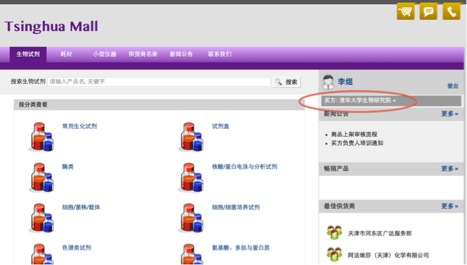 Tsinghua Mall
生物试剂 耗材 小型仪器 供货商名录 新闻公告 联系我们
搜索生物试剂: 请输入产品名, 关键字 搜索
李煜
登出
买方: 清华大学生物研究院
按分类查看
常用生化试剂 试剂盒
酶类 核酸/蛋白电泳与分析试剂
细胞/菌株/载体 细胞/细菌培养试剂
色谱类试剂 氨基酸、多肽与蛋白质
新闻公告 更多»
商品上架审核流程
买方负责人培训通知
畅销产品 更多»
最佳供货商 更多»
天津市河东区广达服务部
阿法埃莎（天津）化学有限公司